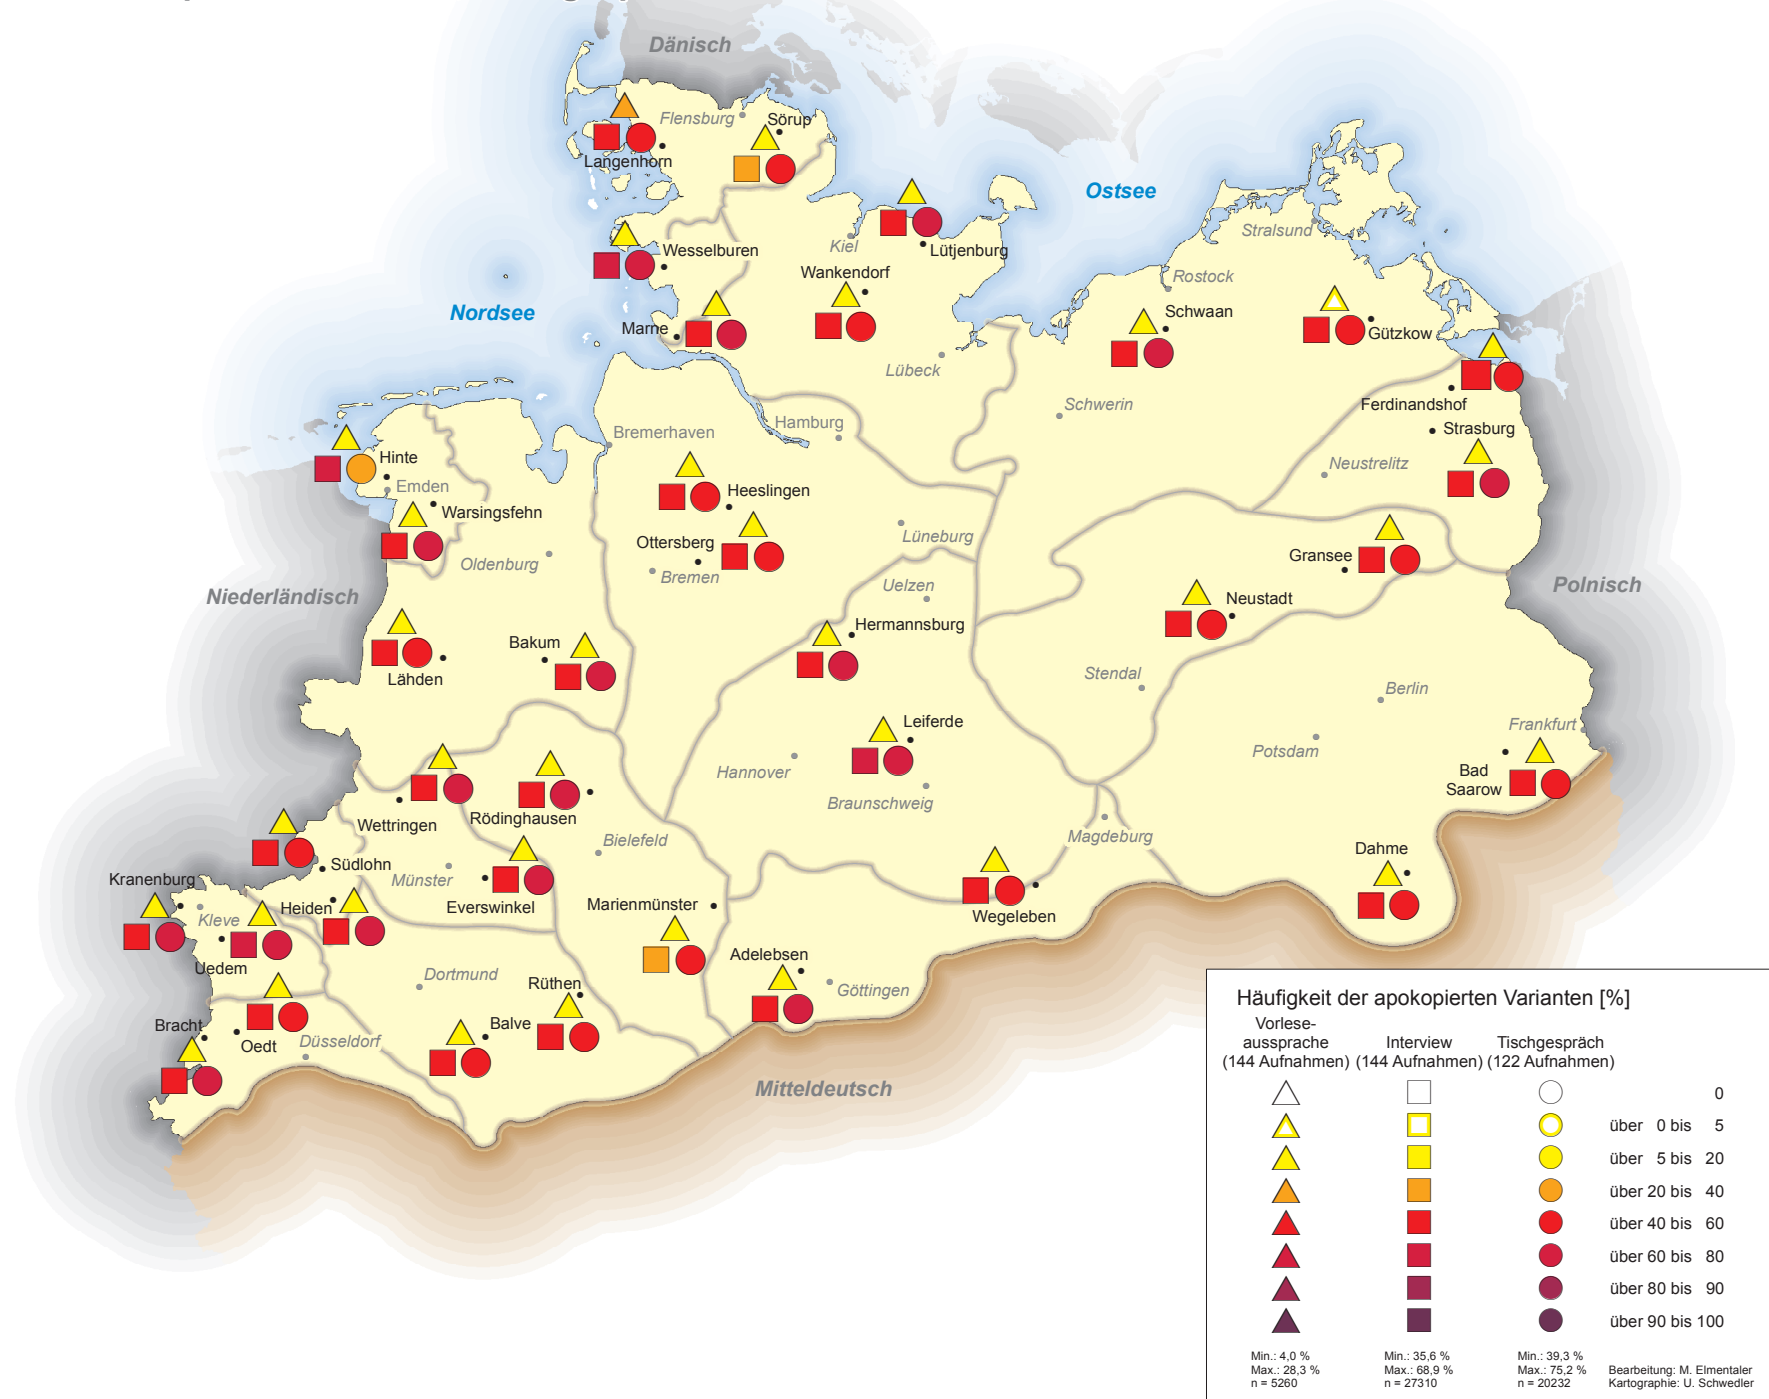 Dänisch
Flensburg
Sörup
Langenhorn
Ostsee
Stralsund
Kiel
Lütjenburg
Wesselburen
Wankendorf
Rostock
Nordsee
Schwaan
Marne
Gützkow
Lübeck
Schwerin
Ferdinandshof
Hamburg
Bremerhaven
Strasburg
Hinte
Neustrelitz
Emden
Heeslingen
Warsingsfehn
Lüneburg
Ottersberg
Gransee
Oldenburg
Bremen
Uelzen
Polnisch
Niederländisch
Neustadt
Hermannsburg
Bakum
Lähden
Stendal
Berlin
Leiferde
Frankfurt
Potsdam
Hannover
Bad
Saarow
Braunschweig
Rödinghausen
Wettringen
Bielefeld
Magdeburg
Dahme
Südlohn
Kranenburg
Münster
Heiden
Everswinkel
Marienmünster
Kleve
Wegeleben
Adelebsen
Uedem
Dortmund
Rüthen
Göttingen
Bracht
Balve
Oedt
Düsseldorf
Mitteldeutsch
Häufigkeit der apokopierten Varianten [%]
Vorlese-
aussprache Interview Tischgespräch
(144 Aufnahmen) (144 Aufnahmen) (122 Aufnahmen)
0
über 0 bis 5
über 5 bis 20
über 20 bis 40
über 40 bis 60
über 60 bis 80
über 80 bis 90
über 90 bis 100
Min.: 4,0 % Min.: 35,6 % Min.: 39,3 %
Max.: 28,3 % Max.: 68,9 % Max.: 75,2 % Bearbeitung: M. Elmentaler
n = 5260 n = 27310 n = 20232 Kartographie: U. Schwedler